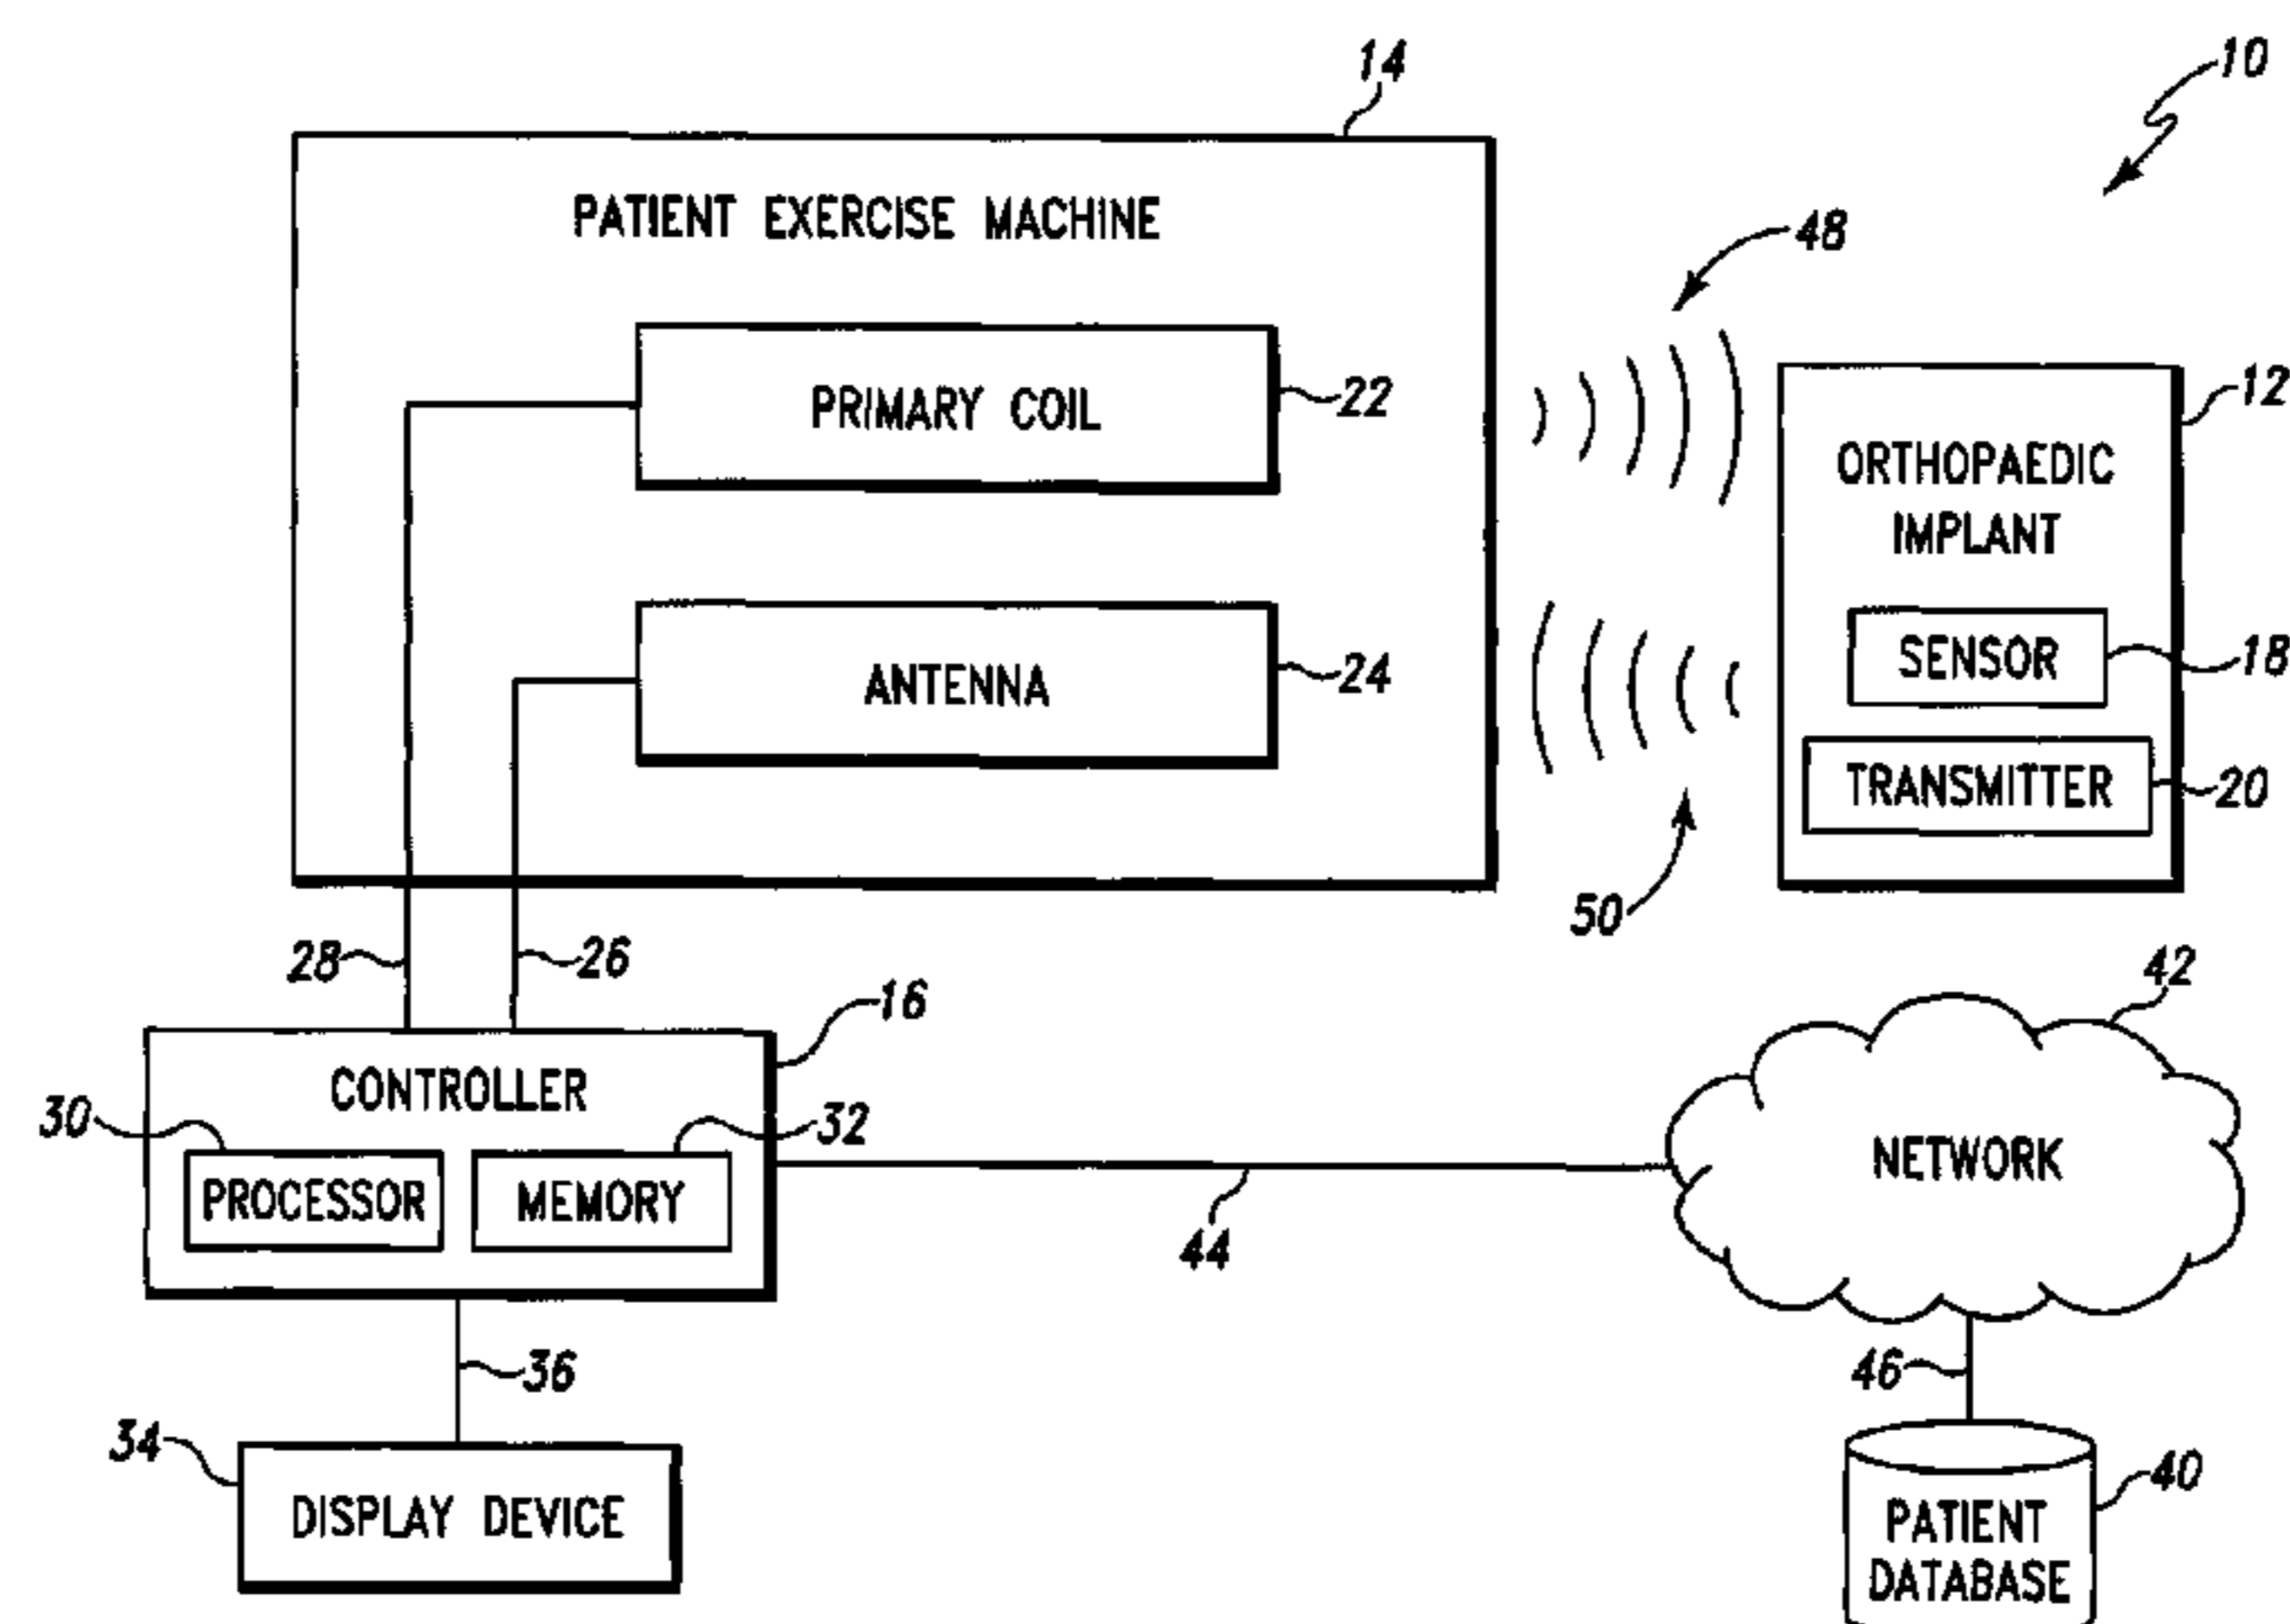 14
10
PATIENT EXERCISE MACHINE
48
PRIMARY COIL
22
12
ORTHOPAEDIC
IMPLANT
ANTENNA
24
SENSOR
18
TRANSMITTER
20
50
28
26
16
42
CONTROLLER
30
32
PROCESSOR
MEMORY
NETWORK
44
36
46
34
DISPLAY DEVICE
40
PATIENT
DATABASE